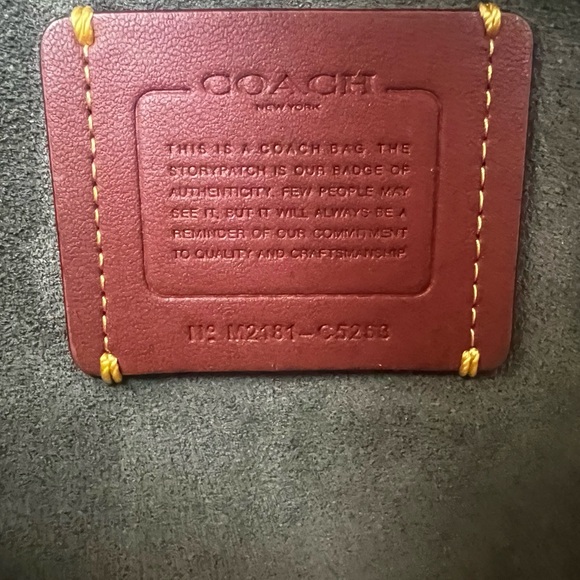 COACH
NEW YORK
THIS IS A COACH BAG. THE
STORYPATCH IS OUR BADGE OF
AUTHENTICITY. FEW PEOPLE MAY
SEE IT, BUT IT WILL ALWAYS BE A
REMINDER OF OUR COMMITMENT
TO QUALITY AND CRAFTSMANSHIP
Nº M2181-C5263